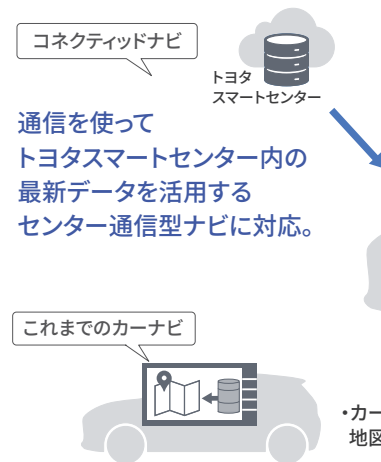 コネクティッドナビ
トヨタ
スマートセンター
通信を使って
トヨタスマートセンター内の
最新データを活用する
センター通信型ナビに対応。
これまでのカーナビ
・カー
地図